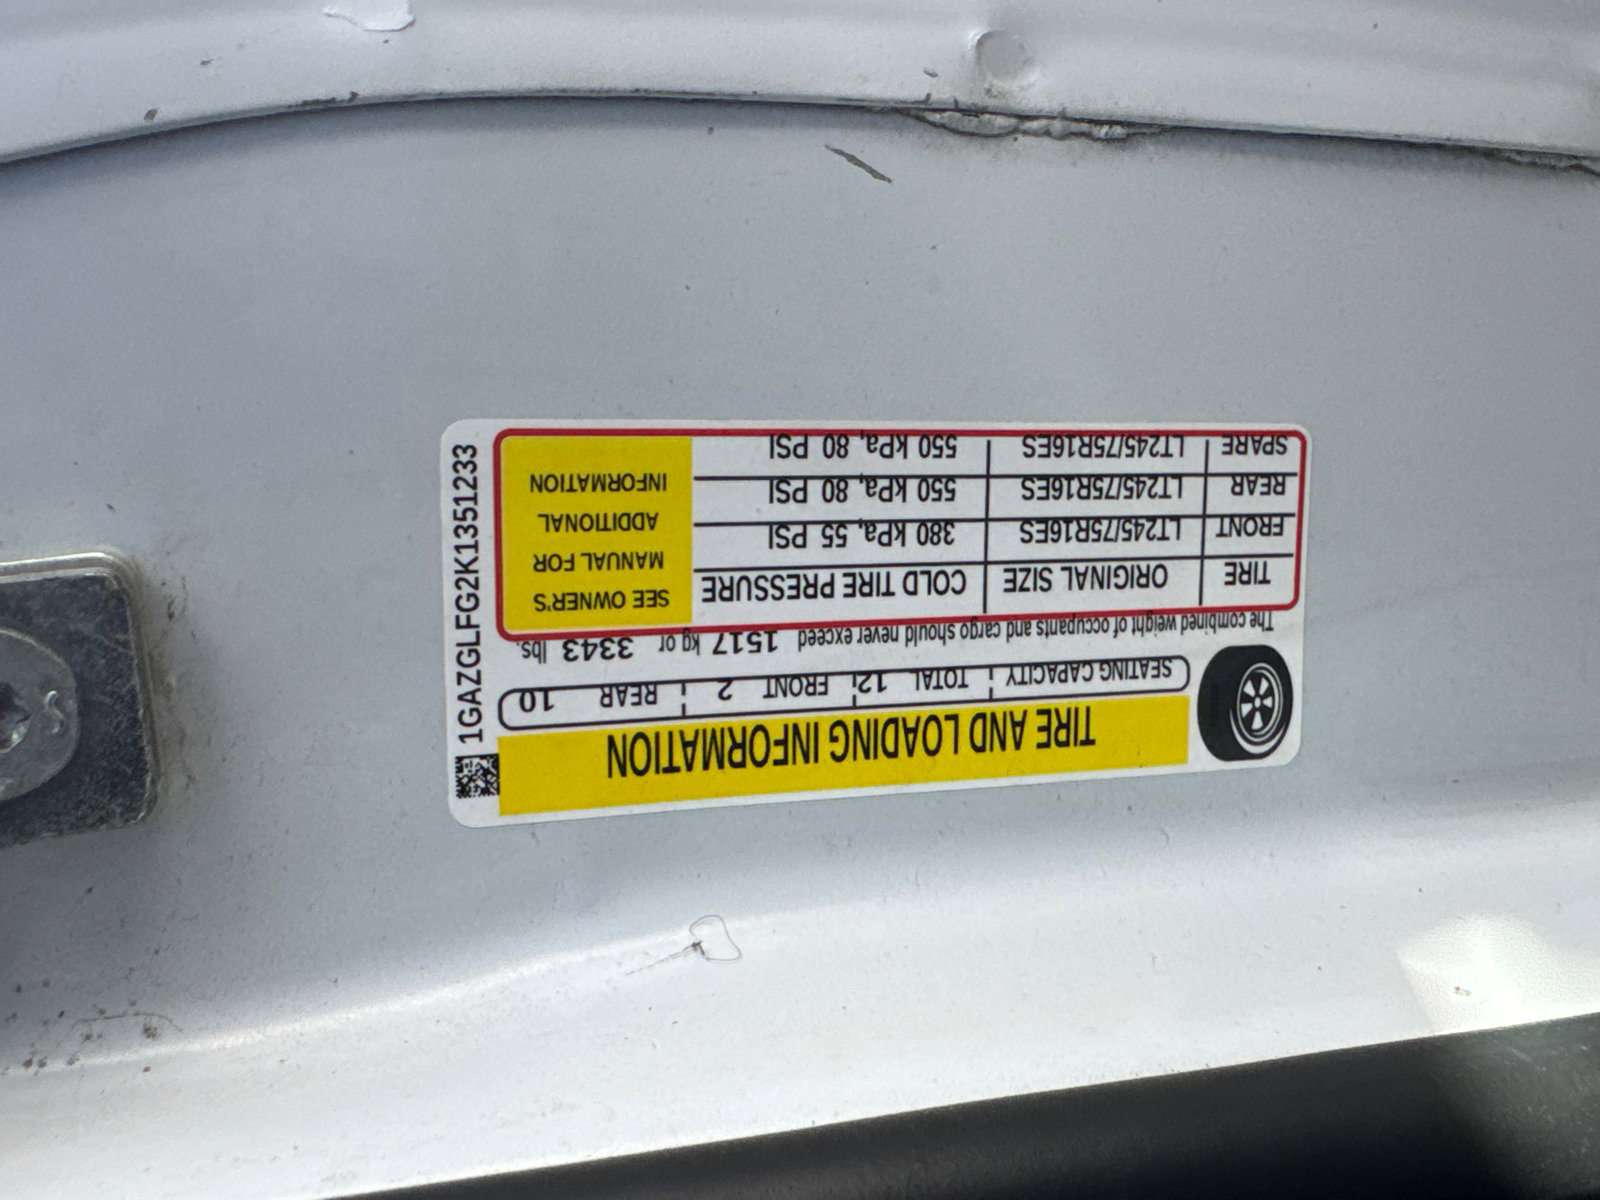 TIRE AND LOADING INFORMATION
SEATING CAPACITY TOTAL 12 FRONT 2 REAR 10
The combined weight of occupants and cargo should never exceed 1517 kg or 3343 lbs.
TIRE ORIGINAL SIZE COLD TIRE PRESSURE
FRONT LT245/75R16ES 380 kPa, 55 PSI
REAR LT245/75R16ES 550 kPa, 80 PSI
SPARE LT245/75R16ES 550 kPa, 80 PSI
SEE OWNER'S
MANUAL FOR
ADDITIONAL
INFORMATION
1GAZGLFG2K1351233